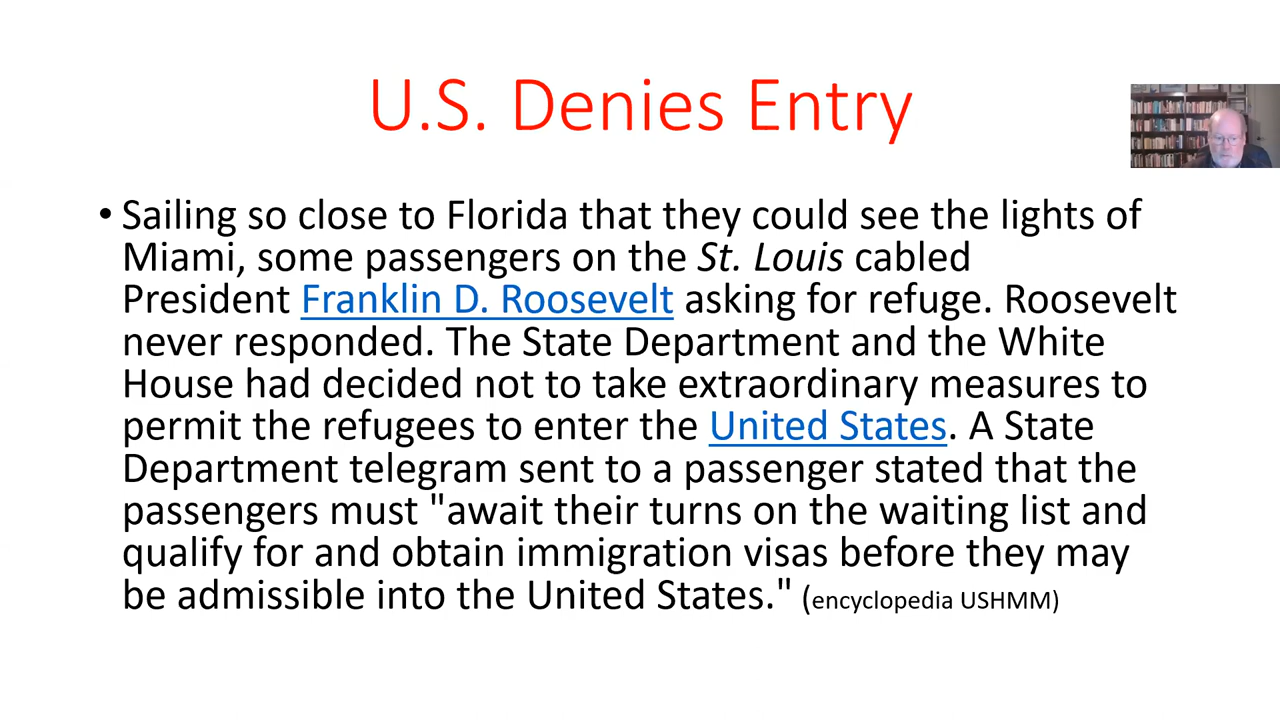 U.S. Denies Entry
• Sailing so close to Florida that they could see the lights of
Miami, some passengers on the St. Louis cabled
President Franklin D. Roosevelt asking for refuge. Roosevelt
never responded. The State Department and the White
House had decided not to take extraordinary measures to
permit the refugees to enter the United States. A State
Department telegram sent to a passenger stated that the
passengers must "await their turns on the waiting list and
qualify for and obtain immigration visas before they may
be admissible into the United States." (encyclopedia USHMM)